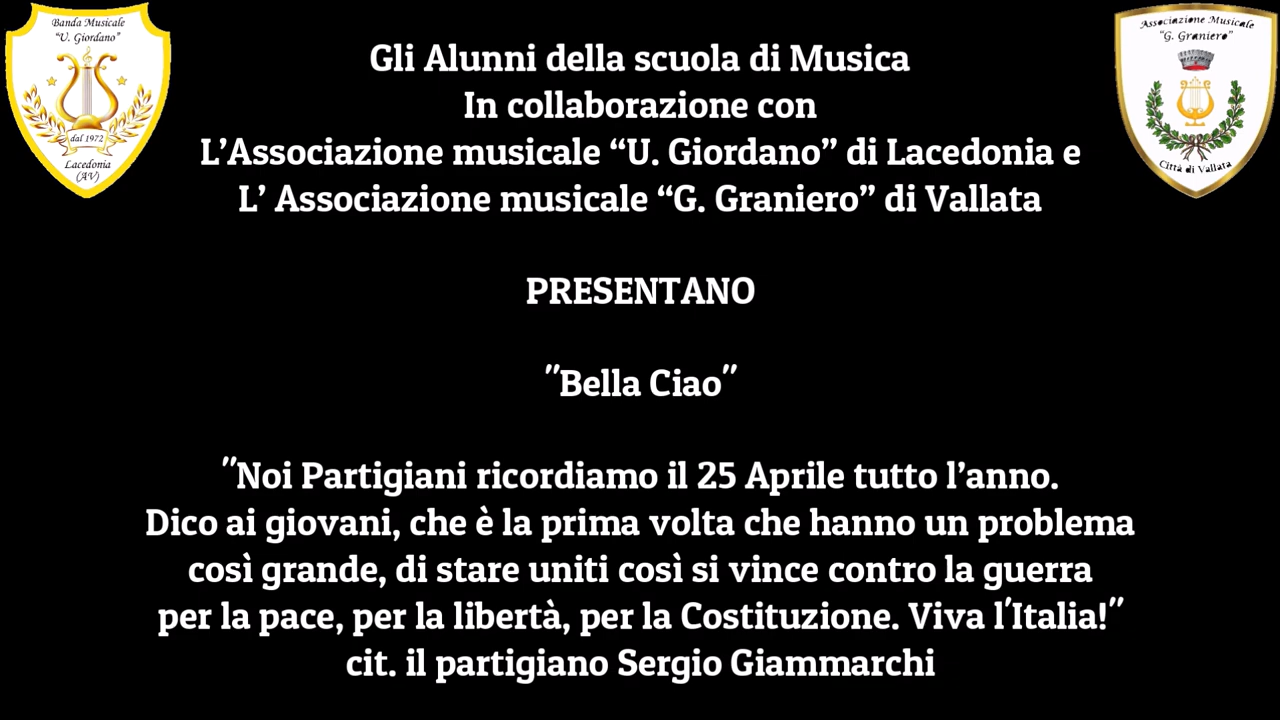 Banda Musicale
"U. Giordano"
dal 1972
Lacedonia
(AV)
Associazione Musicale
"G. Graniero"
Città di Vallata
Gli Alunni della scuola di Musica
In collaborazione con
L’Associazione musicale “U. Giordano” di Lacedonia e
L’ Associazione musicale “G. Graniero” di Vallata
PRESENTANO
"Bella Ciao"
"Noi Partigiani ricordiamo il 25 Aprile tutto l’anno.
Dico ai giovani, che è la prima volta che hanno un problema
così grande, di stare uniti così si vince contro la guerra
per la pace, per la libertà, per la Costituzione. Viva l'Italia!"
cit. il partigiano Sergio Giammarchi